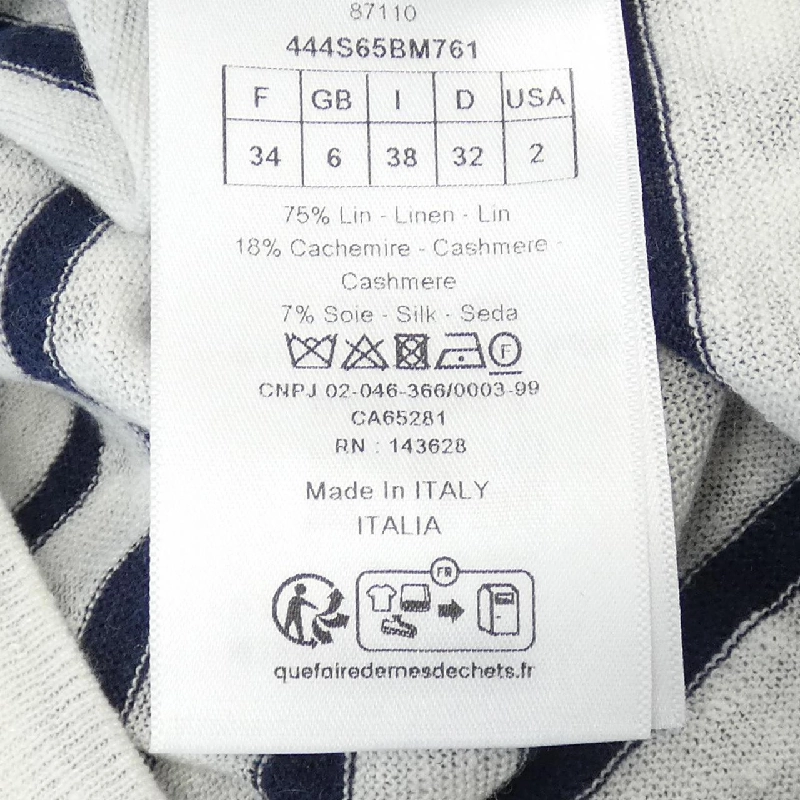 87110
444S65BM761
F GB I D USA
34 6 38 32 2
75% Lin - Linen - Lin
18% Cachemire - Cashmere -
Cashmere
7% Soie - Silk - Seda
F
CNPJ 02-046-366/0003-99
CA65281
RN : 143628
Made In ITALY
ITALIA
FR
quefairedemesdechets.fr